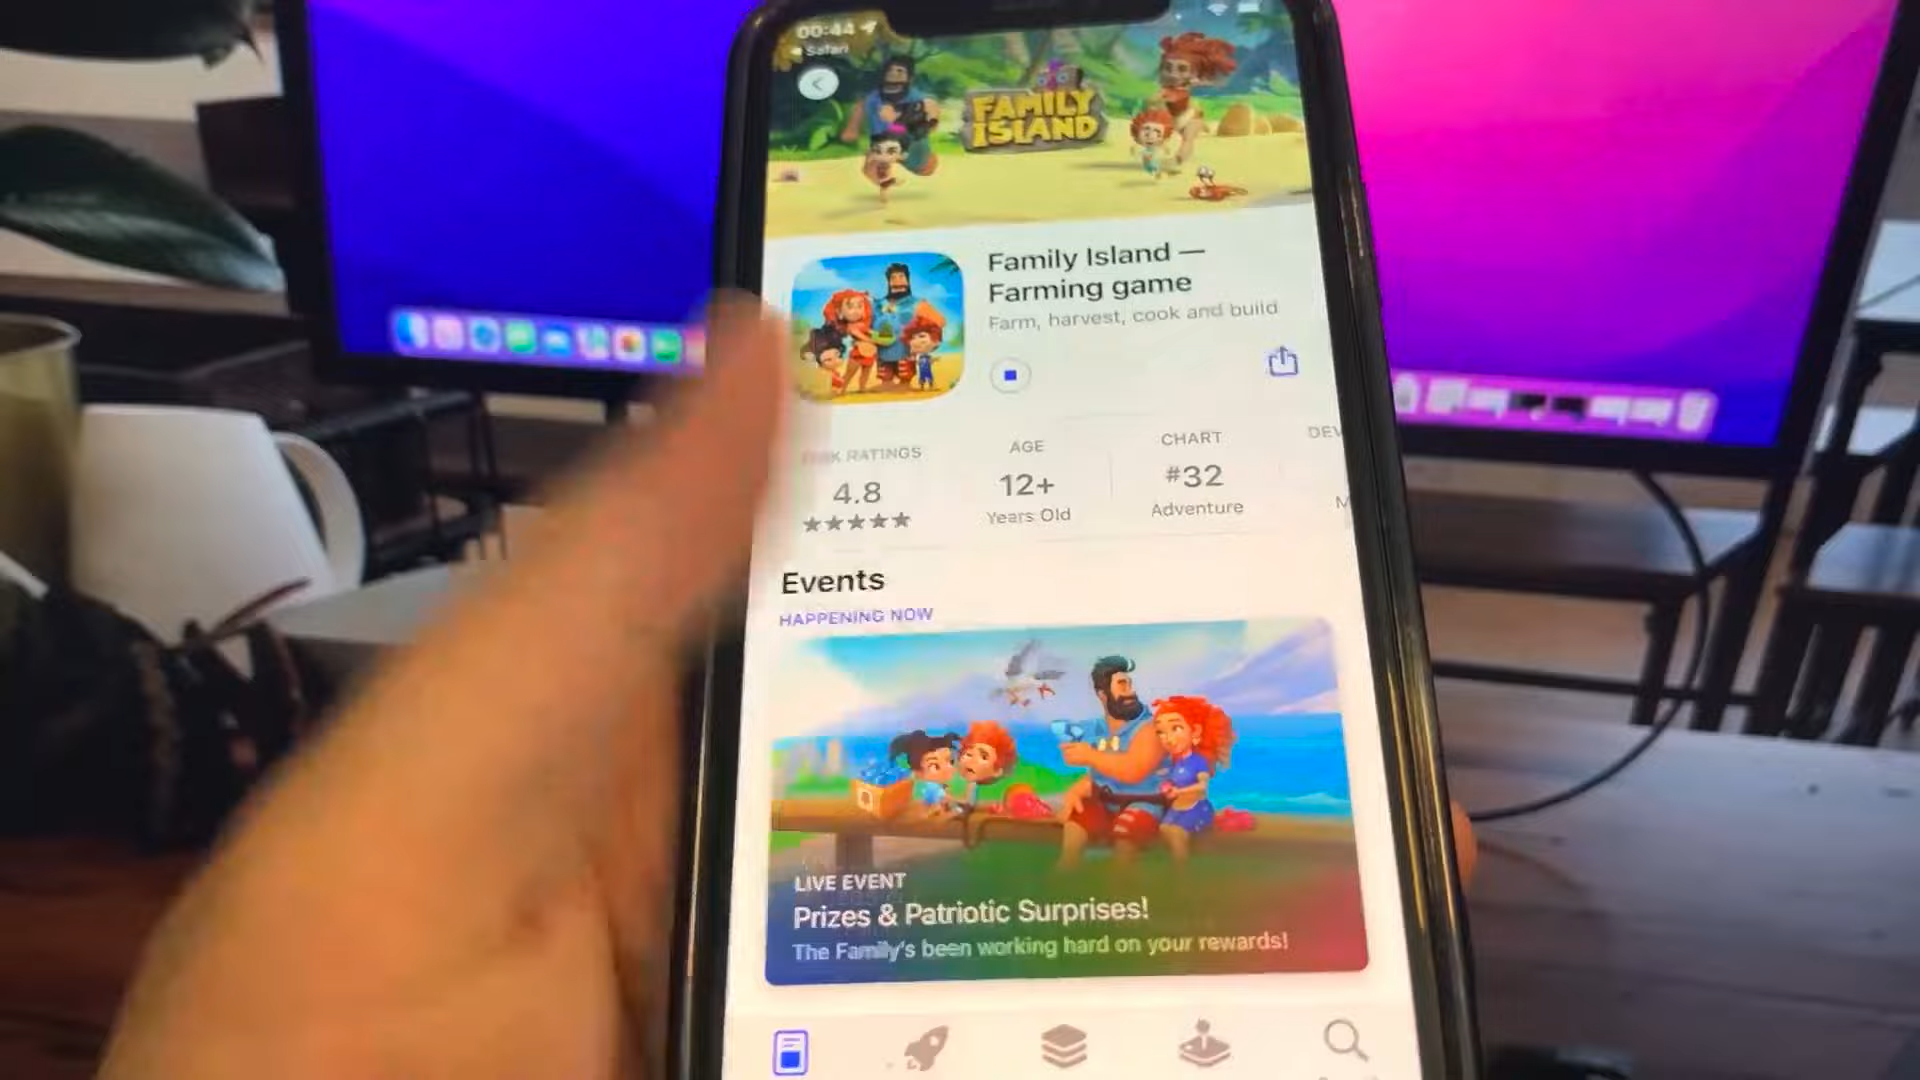 00:44
Safari
FAMILY
ISLAND
Family Island —
Farming game
Farm, harvest, cook and build
RATINGS
4.8
AGE
12+
Years Old
CHART
#32
Adventure
DEV
M
Events
HAPPENING NOW
LIVE EVENT
Prizes & Patriotic Surprises!
The Family's been working hard on your rewards!